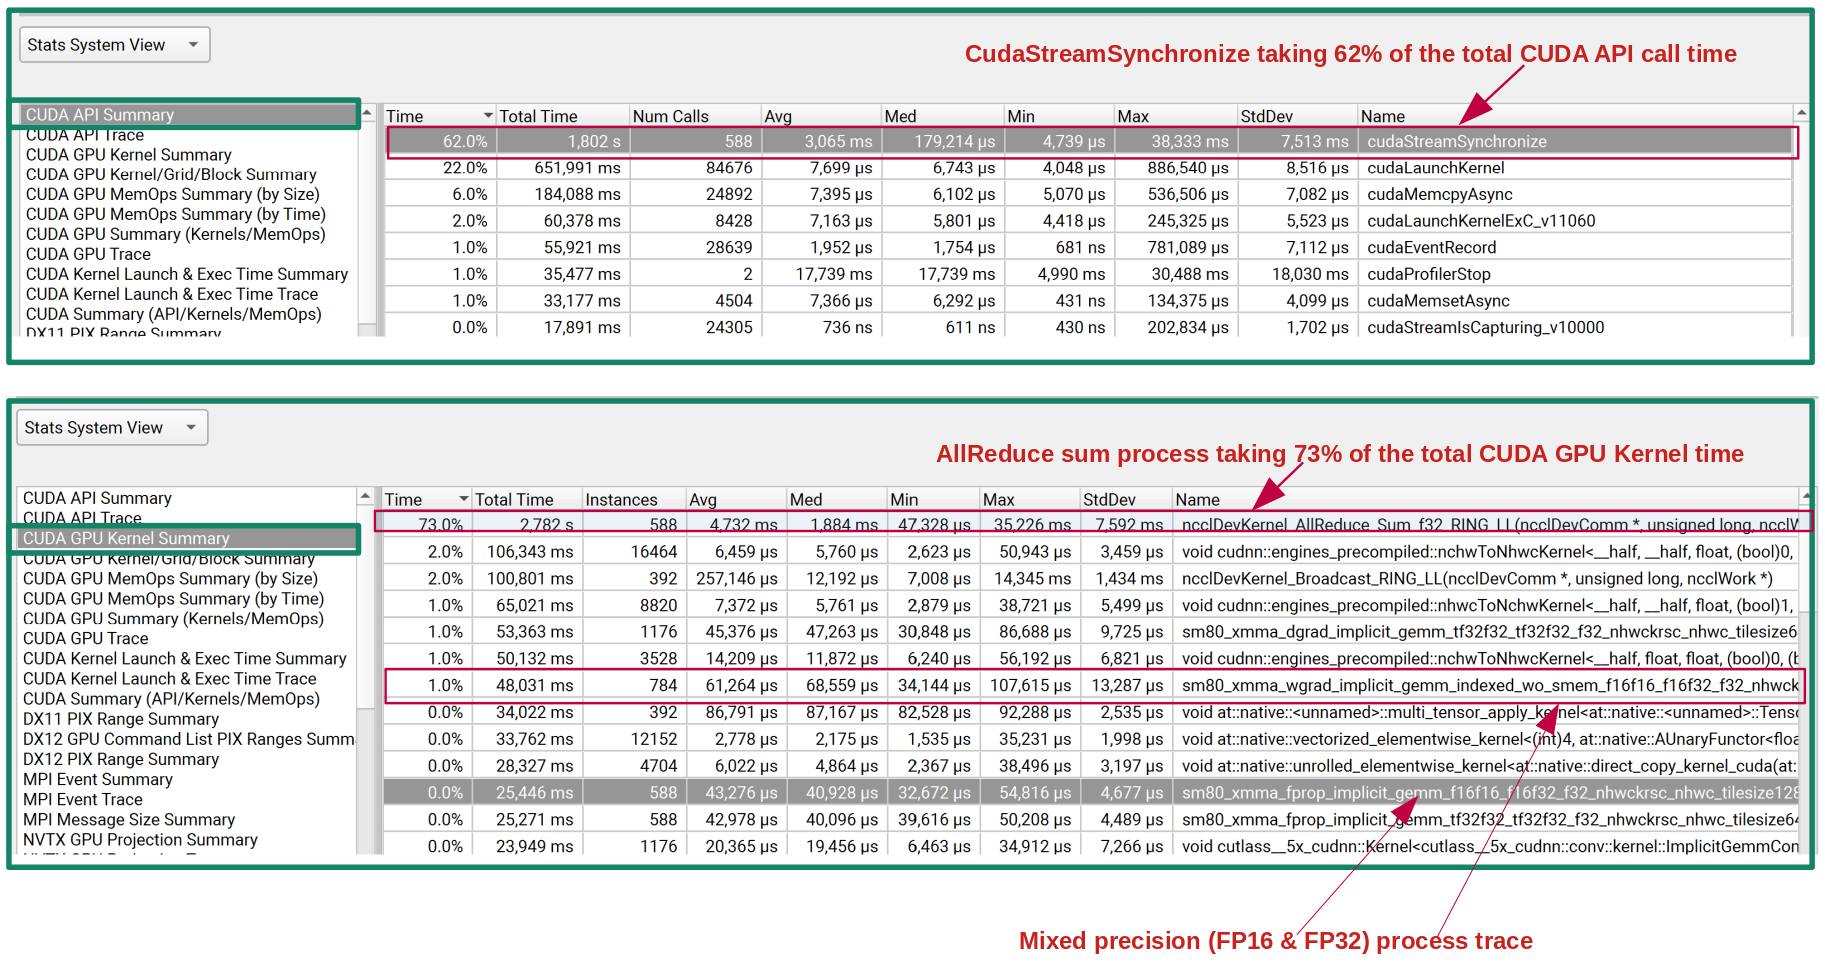 Stats System View
CudaStreamSynchronize taking 62% of the total CUDA API call time
CUDA API Summary
CUDA API Trace
CUDA GPU Kernel Summary
CUDA GPU Kernel/Grid/Block Summary
CUDA GPU MemOps Summary (by Size)
CUDA GPU MemOps Summary (by Time)
CUDA GPU Summary (Kernels/MemOps)
CUDA GPU Trace
CUDA Kernel Launch & Exec Time Summary
CUDA Kernel Launch & Exec Time Trace
CUDA Summary (API/Kernels/MemOps)
DX11 PIX Range Summary
Time Total Time Num Calls Avg Med Min Max StdDev Name
62.0% 1,802 s 588 3,065 ms 179,214 μs 4,739 μs 38,333 ms 7,513 ms cudaStreamSynchronize
22.0% 651,991 ms 84676 7,699 μs 6,743 μs 4,048 μs 886,540 μs 8,516 μs cudaLaunchKernel
6.0% 184,088 ms 24892 7,395 μs 6,102 μs 5,070 μs 536,506 μs 7,082 μs cudaMemcpyAsync
2.0% 60,378 ms 8428 7,163 μs 5,801 μs 4,418 μs 245,325 μs 5,523 μs cudaLaunchKernelExC_v11060
1.0% 55,921 ms 28639 1,952 μs 1,754 μs 681 ns 781,089 μs 7,112 μs cudaEventRecord
1.0% 35,477 ms 2 17,739 ms 17,739 ms 4,990 ms 30,488 ms 18,030 ms cudaProfilerStop
1.0% 33,177 ms 4504 7,366 μs 6,292 μs 431 ns 134,375 μs 4,099 μs cudaMemsetAsync
0.0% 17,891 ms 24305 736 ns 611 ns 430 ns 202,834 μs 1,702 μs cudaStreamIsCapturing_v10000
Stats System View
AllReduce sum process taking 73% of the total CUDA GPU Kernel time
CUDA API Summary
CUDA API Trace
CUDA GPU Kernel Summary
CUDA GPU Kernel/Grid/Block Summary
CUDA GPU MemOps Summary (by Size)
CUDA GPU MemOps Summary (by Time)
CUDA GPU Summary (Kernels/MemOps)
CUDA GPU Trace
CUDA Kernel Launch & Exec Time Summary
CUDA Kernel Launch & Exec Time Trace
CUDA Summary (API/Kernels/MemOps)
DX11 PIX Range Summary
DX12 GPU Command List PIX Ranges Summ
DX12 PIX Range Summary
MPI Event Summary
MPI Event Trace
MPI Message Size Summary
NVTX GPU Projection Summary
Time Total Time Instances Avg Med Min Max StdDev Name
73.0% 2,782 s 588 4,732 ms 1,884 ms 47,328 μs 35,226 ms 7,592 ms ncclDevKernel_AllReduce_Sum_f32_RING_LL(ncclDevComm *, unsigned long, ncclW
2.0% 106,343 ms 16464 6,459 μs 5,760 μs 2,623 μs 50,943 μs 3,459 μs void cudnn::engines_precompiled::nchwToNhwcKernel<__half, __half, float, (bool)0,
2.0% 100,801 ms 392 257,146 μs 12,192 μs 7,008 μs 14,345 ms 1,434 ms ncclDevKernel_Broadcast_RING_LL(ncclDevComm *, unsigned long, ncclWork *)
1.0% 65,021 ms 8820 7,372 μs 5,761 μs 2,879 μs 38,721 μs 5,499 μs void cudnn::engines_precompiled::nhwcToNchwKernel<__half, __half, float, (bool)1,
1.0% 53,363 ms 1176 45,376 μs 47,263 μs 30,848 μs 86,688 μs 9,725 μs sm80_xmma_dgrad_implicit_gemm_tf32f32_tf32f32_f32_nhwckrsc_nhwc_tilesize6
1.0% 50,132 ms 3528 14,209 μs 11,872 μs 6,240 μs 56,192 μs 6,821 μs void cudnn::engines_precompiled::nchwToNhwcKernel<__half, float, float, (bool)0, (b
1.0% 48,031 ms 784 61,264 μs 68,559 μs 34,144 μs 107,615 μs 13,287 μs sm80_xmma_wgrad_implicit_gemm_indexed_wo_smem_f16f16_f16f32_f32_nhwck
0.0% 34,022 ms 392 86,791 μs 87,167 μs 82,528 μs 92,288 μs 2,535 μs void at::native::<unnamed>::multi_tensor_apply_kernel<at::native::<unnamed>::Tens
0.0% 33,762 ms 12152 2,778 μs 2,175 μs 1,535 μs 35,231 μs 1,998 μs void at::native::vectorized_elementwise_kernel<(int)4, at::native::AUnaryFunctor<floa
0.0% 28,327 ms 4704 6,022 μs 4,864 μs 2,367 μs 38,496 μs 3,197 μs void at::native::unrolled_elementwise_kernel<at::native::direct_copy_kernel_cuda(at:
0.0% 25,446 ms 588 43,276 μs 40,928 μs 32,672 μs 54,816 μs 4,677 μs sm80_xmma_fprop_implicit_gemm_f16f16_f16f32_f32_nhwckrsc_nhwc_tilesize128
0.0% 25,271 ms 588 42,978 μs 40,096 μs 39,616 μs 50,208 μs 4,489 μs sm80_xmma_fprop_implicit_gemm_tf32f32_tf32f32_f32_nhwckrsc_nhwc_tilesize64
0.0% 23,949 ms 1176 20,365 μs 19,456 μs 6,463 μs 34,912 μs 7,266 μs void cutlass__5x_cudnn::Kernel<cutlass__5x_cudnn::conv::kernel::ImplicitGemmCon
Mixed precision (FP16 & FP32) process trace